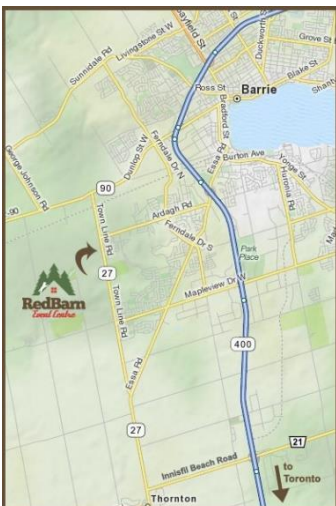 Bayfield St
Duckworth St
Grove St
Livingstone St W
Sunnidale Rd
Blake St
Ross St
Barrie
Bradford St
George Johnson Rd
Dunlop St W
Ferndale Dr N
Essa Rd
Burton Ave
Yonge St
Huronia Rd
90
Ardagh Rd
Town Line Rd
Ferndale Dr S
Park
Place
27
RedBarn
Event Centre
Town Line Rd
Mapleview Dr W
400
Essa Rd
27
21
Innisfil Beach Road
to
Toronto
Thornton